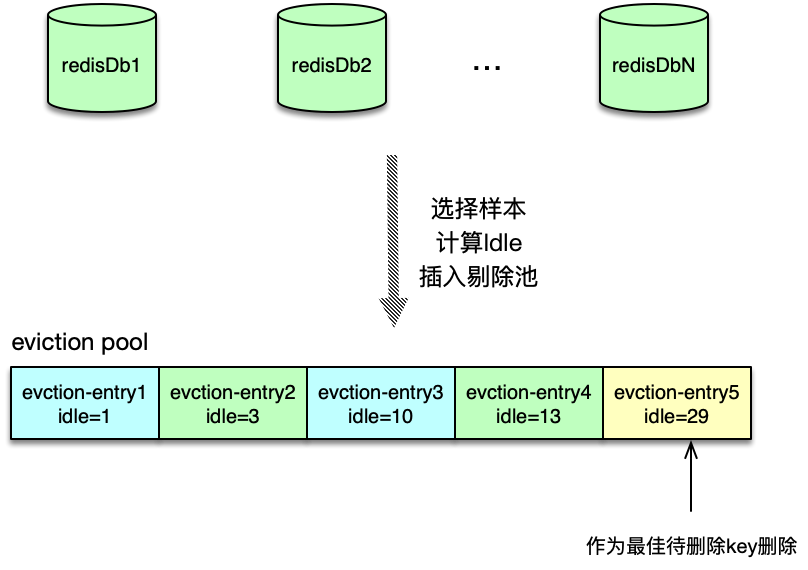 redisDb1
redisDb2
...
redisDbN
选择样本
计算Idle
插入剔除池
eviction pool
evction-entry1
idle=1
evction-entry2
idle=3
evction-entry3
idle=10
evction-entry4
idle=13
evction-entry5
idle=29
作为最佳待删除key删除